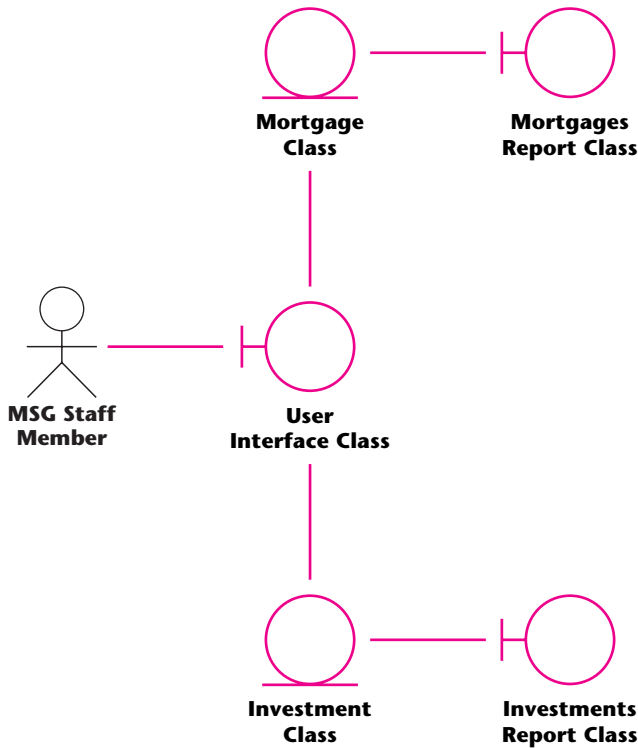 Mortgage
Class
Mortgages
Report Class
MSG Staff
Member
User
Interface Class
Investment
Class
Investments
Report Class